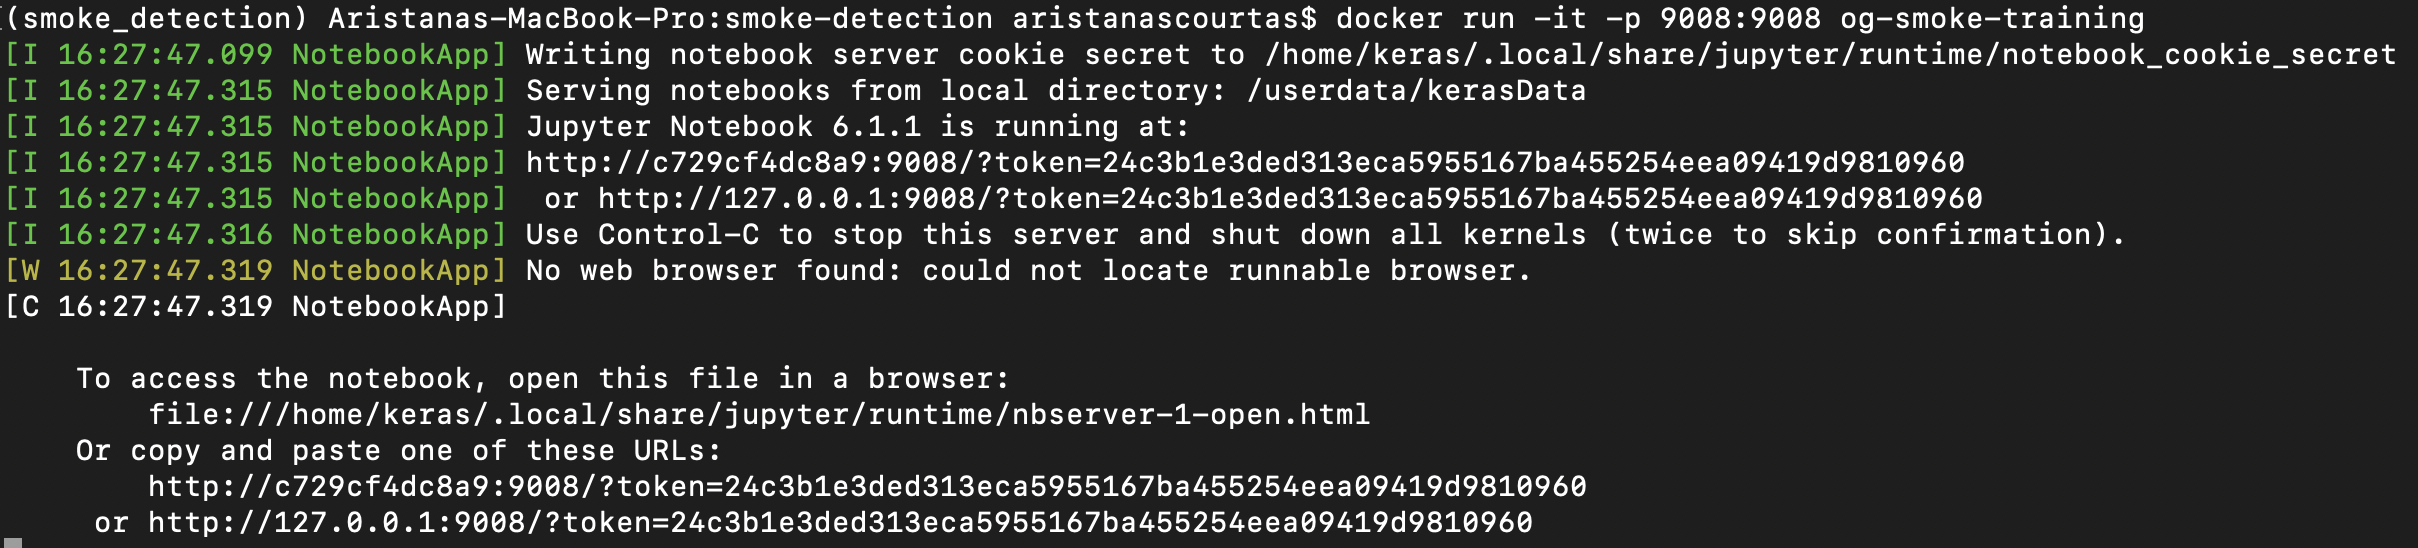 (smoke_detection) Aristanas-MacBook-Pro:smoke-detection aristanascourtas$ docker run -it -p 9008:9008 og-smoke-training
[I 16:27:47.099 NotebookApp] Writing notebook server cookie secret to /home/keras/.local/share/jupyter/runtime/notebook_cookie_secret
[I 16:27:47.315 NotebookApp] Serving notebooks from local directory: /userdata/kerasData
[I 16:27:47.315 NotebookApp] Jupyter Notebook 6.1.1 is running at:
[I 16:27:47.315 NotebookApp] http://c729cf4dc8a9:9008/?token=24c3b1e3ded313eca5955167ba455254eea09419d9810960
[I 16:27:47.315 NotebookApp]  or http://127.0.0.1:9008/?token=24c3b1e3ded313eca5955167ba455254eea09419d9810960
[I 16:27:47.316 NotebookApp] Use Control-C to stop this server and shut down all kernels (twice to skip confirmation).
[W 16:27:47.319 NotebookApp] No web browser found: could not locate runnable browser.
[C 16:27:47.319 NotebookApp]
To access the notebook, open this file in a browser:
file:///home/keras/.local/share/jupyter/runtime/nbserver-1-open.html
Or copy and paste one of these URLs:
http://c729cf4dc8a9:9008/?token=24c3b1e3ded313eca5955167ba455254eea09419d9810960
or http://127.0.0.1:9008/?token=24c3b1e3ded313eca5955167ba455254eea09419d9810960